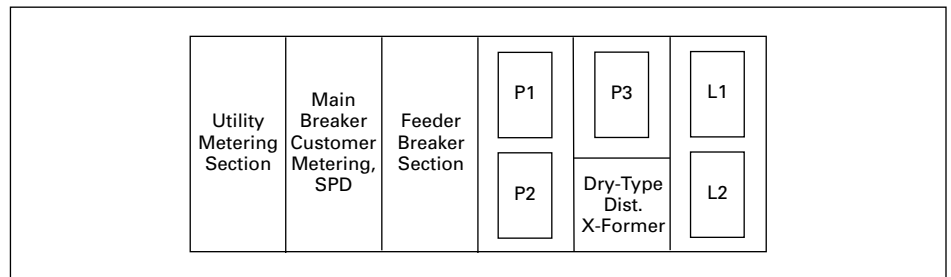 Utility
Metering
Section
Main
Breaker
Customer
Metering,
SPD
Feeder
Breaker
Section
P1
P2
P3
Dry-Type
Dist.
X-Former
L1
L2